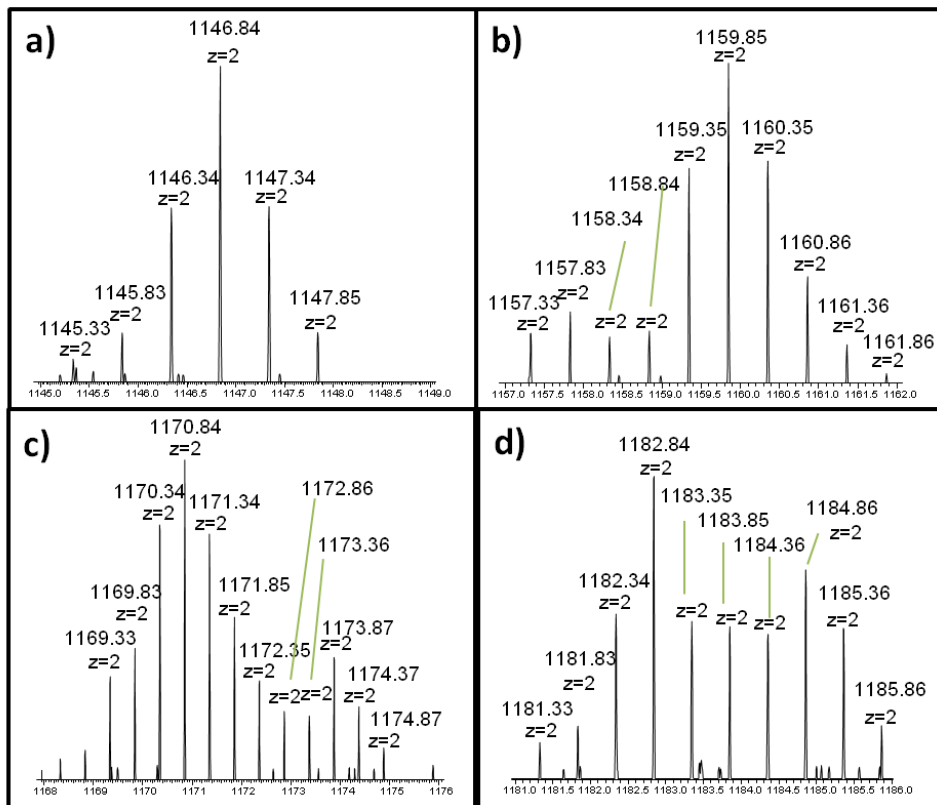 a)
1146.84
z=2
1146.34
z=2
1147.34
z=2
1145.83
z=2
1147.85
z=2
1145.33
z=2
1145.0 1145.5 1146.0 1146.5 1147.0 1147.5 1148.0 1148.5 1149.0
b)
1159.85
z=2
1159.35
z=2
1160.35
z=2
1158.84
1158.34
z=2
z=2
1157.83
z=2
1160.86
z=2
1157.33
z=2
1161.36
z=2
1161.86
z=2
1157.0 1157.5 1158.0 1158.5 1159.0 1159.5 1160.0 1160.5 1161.0 1161.5 1162.0
c)
1170.84
z=2
1170.34
z=2
1171.34
z=2
1172.86
1173.36
1169.83
z=2
1171.85
z=2
1169.33
z=2
1172.35
z=2
z=2
z=2
1173.87
z=2
1174.37
z=2
1174.87
z=2
1168 1169 1170 1171 1172 1173 1174 1175 1176
d)
1182.84
z=2
1183.35
1183.85
1184.36
1184.86
z=2
1182.34
z=2
z=2
z=2
z=2
1185.36
z=2
1181.83
z=2
1181.33
z=2
1185.86
z=2
1181.0 1181.5 1182.0 1182.5 1183.0 1183.5 1184.0 1184.5 1185.0 1185.5 1186.0